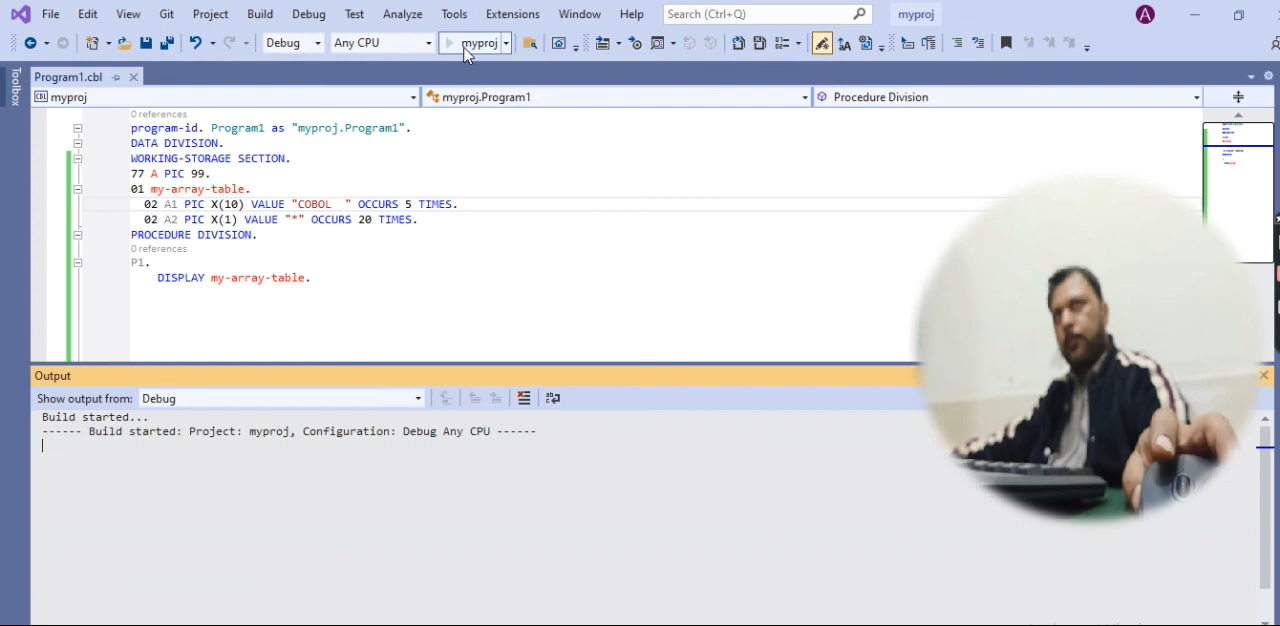 File Edit View Git Project Build Debug Test Analyze Tools Extensions Window Help Search (Ctrl+Q) myproj A
Debug Any CPU myproj
Toolbox
Program1.cbl
myproj myproj.Program1 Procedure Division
0 references
program-id. Program1 as "myproj.Program1".
DATA DIVISION.
WORKING-STORAGE SECTION.
77 A PIC 99.
01 my-array-table.
02 A1 PIC X(10) VALUE "COBOL  " OCCURS 5 TIMES.
02 A2 PIC X(1) VALUE "*" OCCURS 20 TIMES.
PROCEDURE DIVISION.
0 references
P1.
DISPLAY my-array-table.
Output
Show output from: Debug
Build started...
------ Build started: Project: myproj, Configuration: Debug Any CPU ------